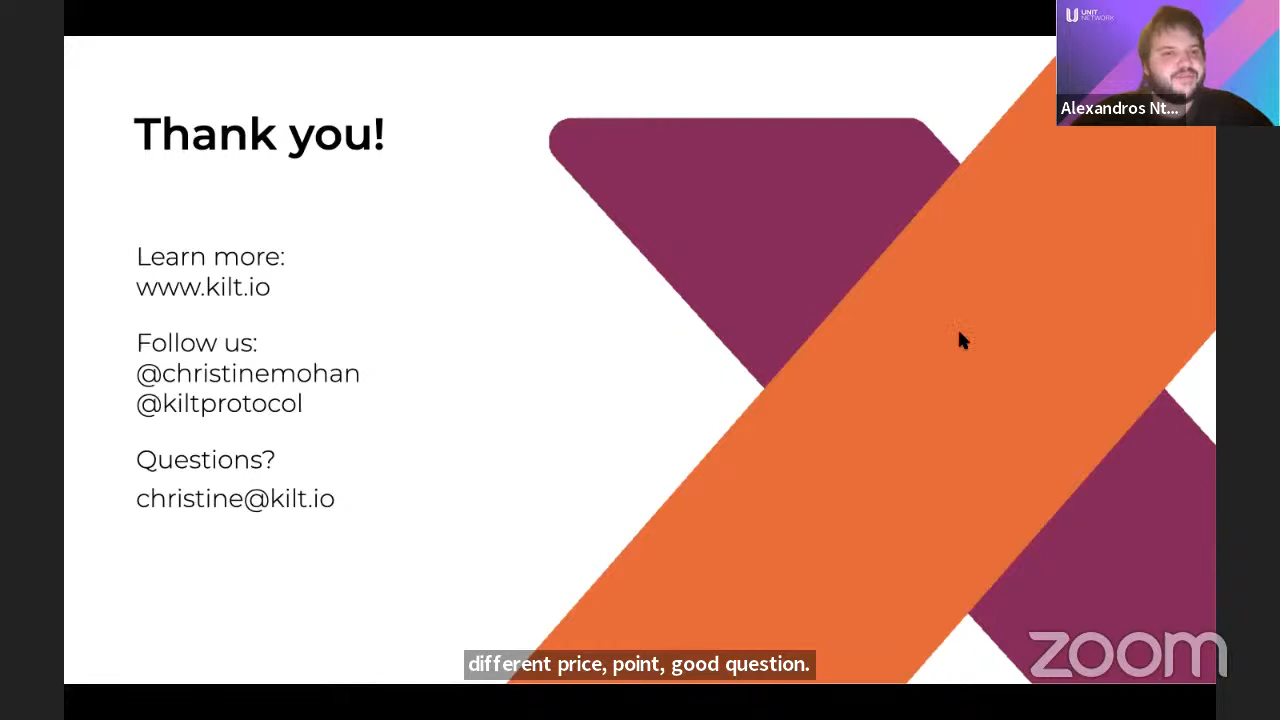 UNIT
NETWORK
Alexandros Nt...
Thank you!
Learn more:
www.kilt.io
Follow us:
@christinemohan
@kiltprotocol
Questions?
christine@kilt.io
different price, point, good question.
zoom